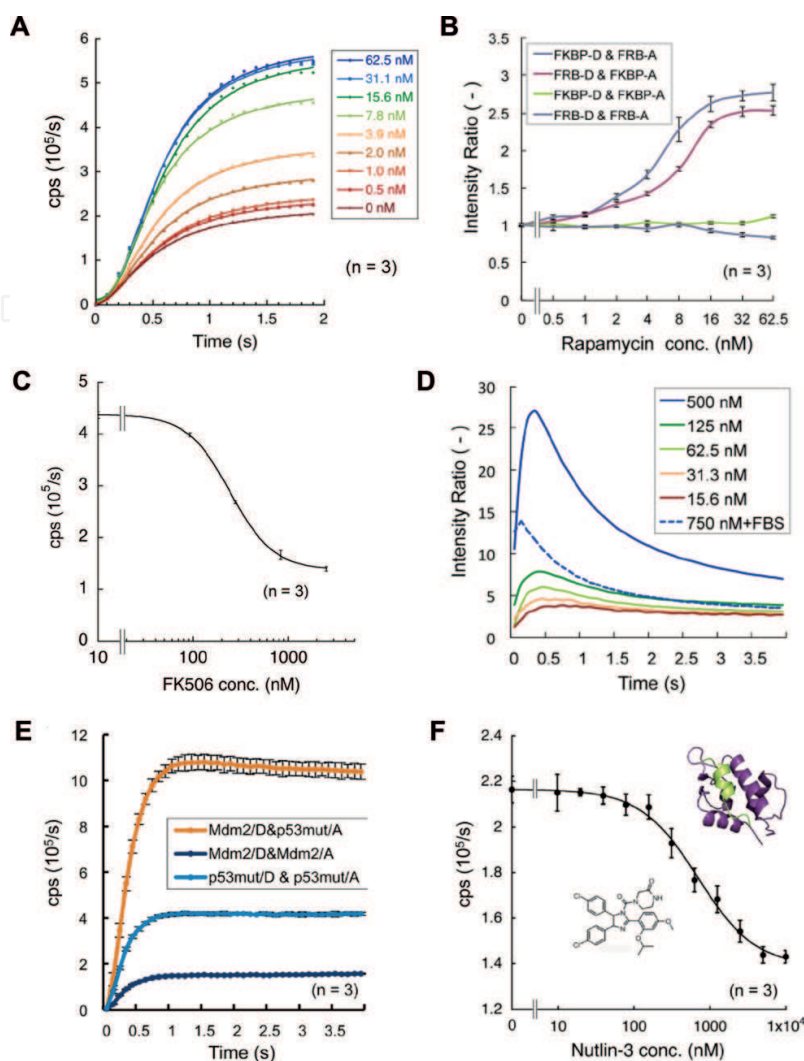 A
6
5
4
3
2
1
0
cps (10⁵/s)
0
0.5
1.0
1.5
2
Time (s)
62.5 nM
31.1 nM
15.6 nM
7.8 nM
3.9 nM
2.0 nM
1.0 nM
0.5 nM
0 nM
(n = 3)
B
3
2.5
2
1.5
1
0.5
0
Intensity Ratio ( - )
FKBP-D & FRB-A
FRB-D & FKBP-A
FKBP-D & FKBP-A
FRB-D & FRB-A
(n = 3)
0
0.5
1
2
4
8
16
32
62.5
Rapamycin conc. (nM)
C
5
4
3
2
1
0
cps (10⁵/s)
(n = 3)
10
100
1000
FK506 conc. (nM)
D
30
25
20
15
10
5
0
Intensity Ratio ( - )
500 nM
125 nM
62.5 nM
31.3 nM
15.6 nM
750 nM+FBS
0
0.5
1
1.5
2
2.5
3
3.5
Time (s)
E
12
10
8
6
4
2
0
cps (10⁵/s)
Mdm2/D&p53mut/A
Mdm2/D&Mdm2/A
p53mut/D & p53mut/A
(n = 3)
0
0.5
1
1.5
2
2.5
3
3.5
Time (s)
F
2.4
2.2
2
1.8
1.6
1.4
1.2
cps (10⁵/s)
O
NH
O
N
Cl
N
N
O
O
Cl
(n = 3)
0
10
100
1000
1x10⁴
Nutlin-3 conc. (nM)